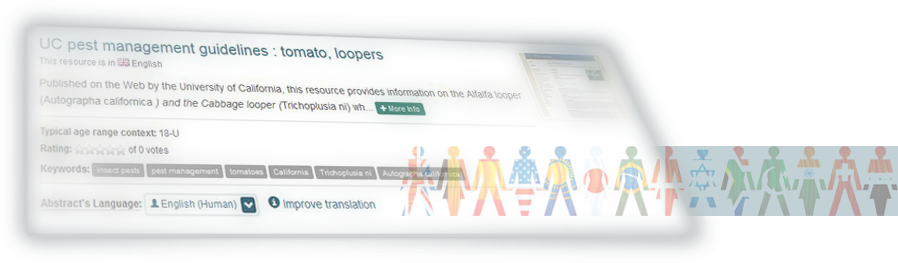 UC pest management guidelines : tomato, loopers
This resource is in English
Published on the Web by the University of California, this resource provides information on the Alfalfa looper
(Autographa californica ) and the Cabbage looper (Trichoplusia ni) wh... + More Info
Typical age range context: 18-U
Rating: of 0 votes
Keywords: insect pests pest management tomatoes California Trichoplusia ni Autographa californica
Abstract's Language: English (Human) Improve translation